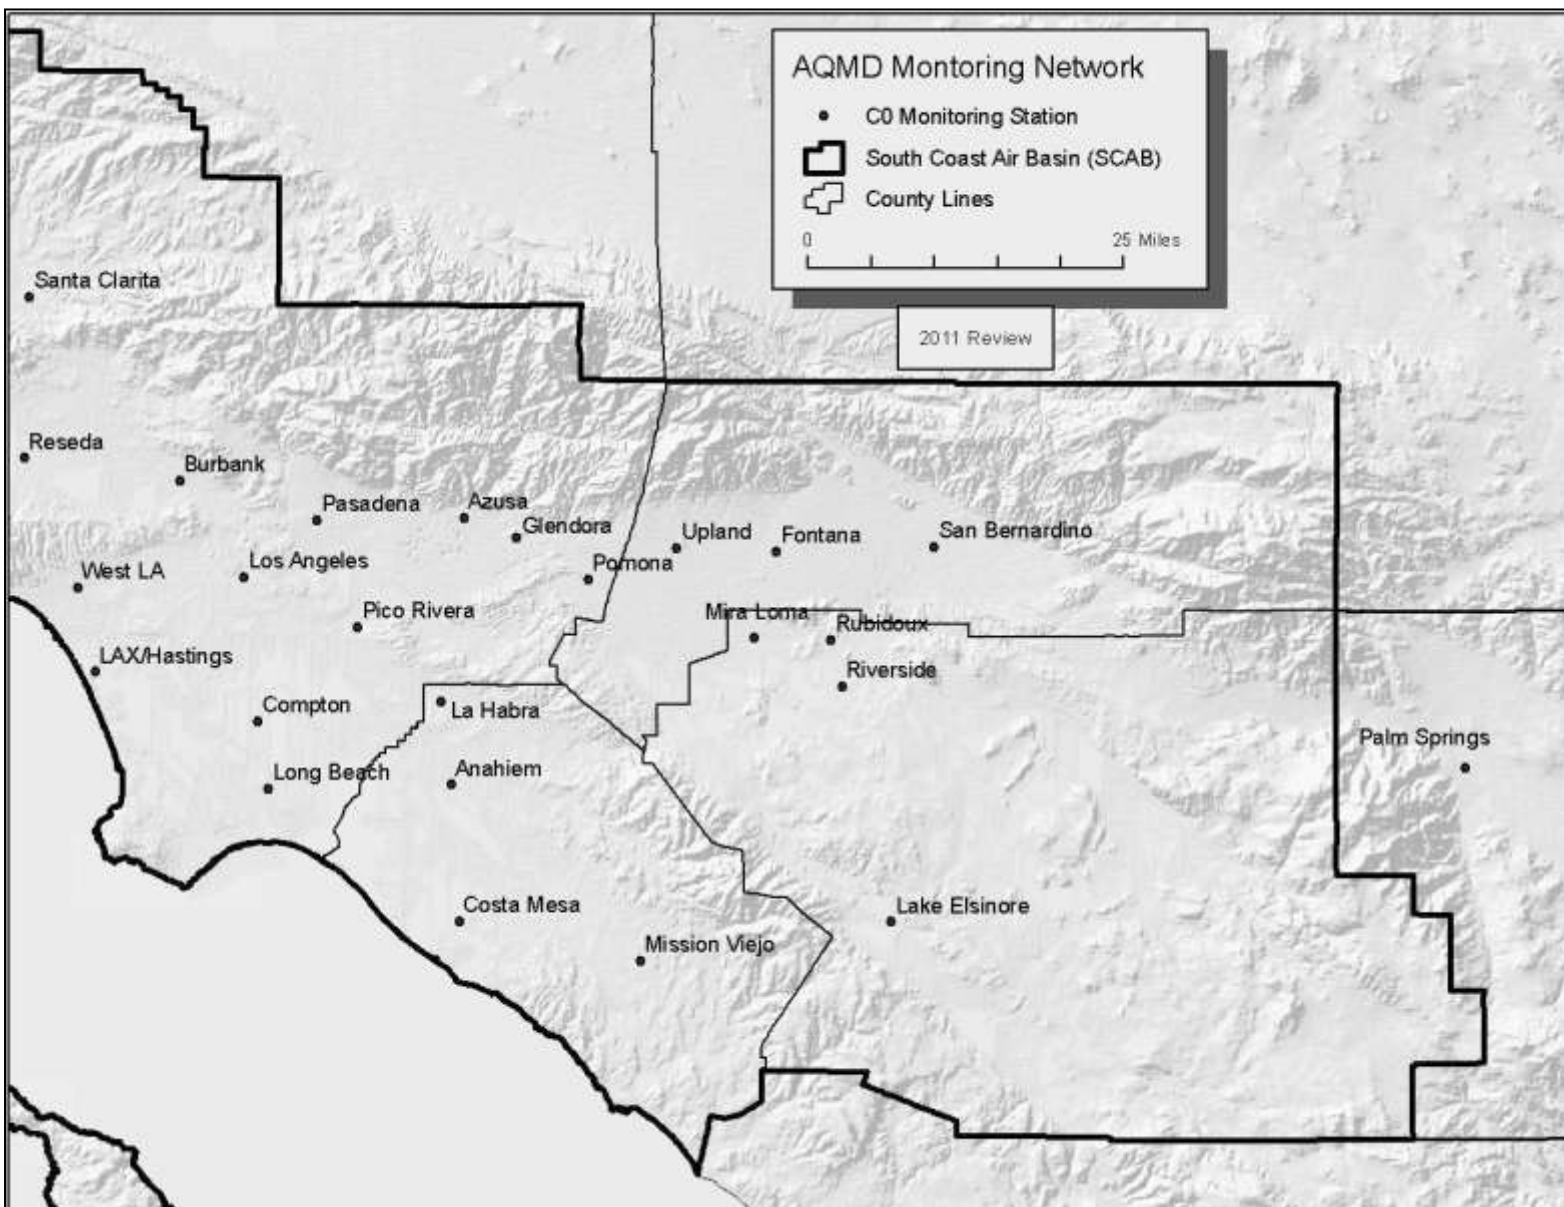 AQMD Montoring Network
C0 Monitoring Station
South Coast Air Basin (SCAB)
County Lines
0 25 Miles
2011 Review
Santa Clarita
Reseda
Burbank
Pasadena
Azusa
Glendora
Upland
Fontana
San Bernardino
West LA
Los Angeles
Pomona
Pico Rivera
Mira Loma
Rubidoux
LAX/Hastings
Riverside
Compton
La Habra
Palm Springs
Long Beach
Anahiem
Costa Mesa
Lake Elsinore
Mission Viejo